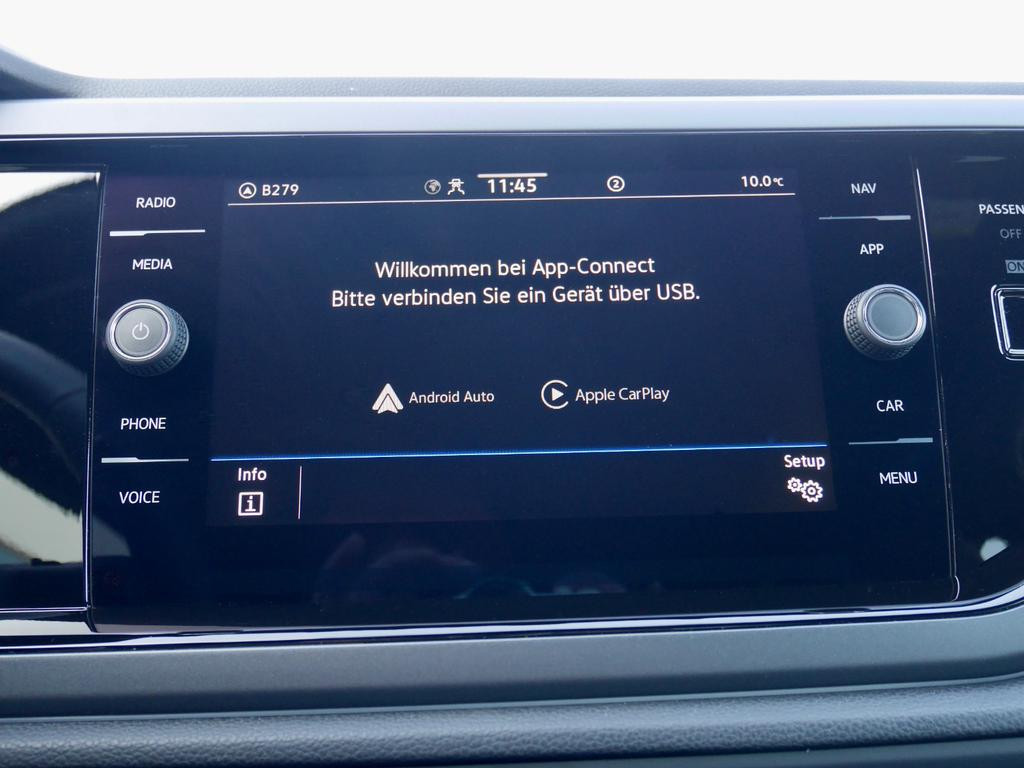 B279 11:45 2 10.0°C
RADIO
MEDIA
PHONE
VOICE
Willkommen bei App-Connect
Bitte verbinden Sie ein Gerät über USB.
Android Auto Apple CarPlay
Info Setup
i
NAV
APP
CAR
MENU
PASSEN
OFF
ON